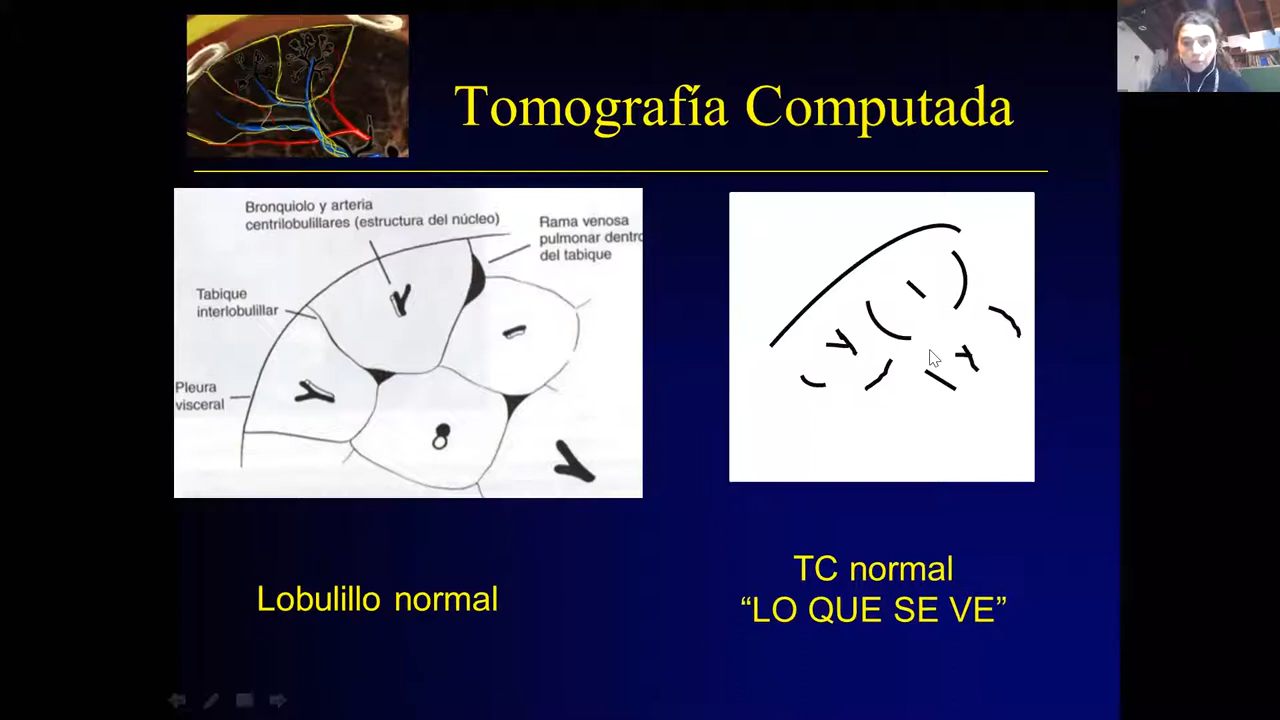 Tomografía Computada
Bronquiolo y arteria
centrilobulillares (estructura del núcleo)
Rama venosa
pulmonar dentro
del tabique
Tabique
interlobulillar
Pleura
visceral
Lobulillo normal
TC normal
“LO QUE SE VE”